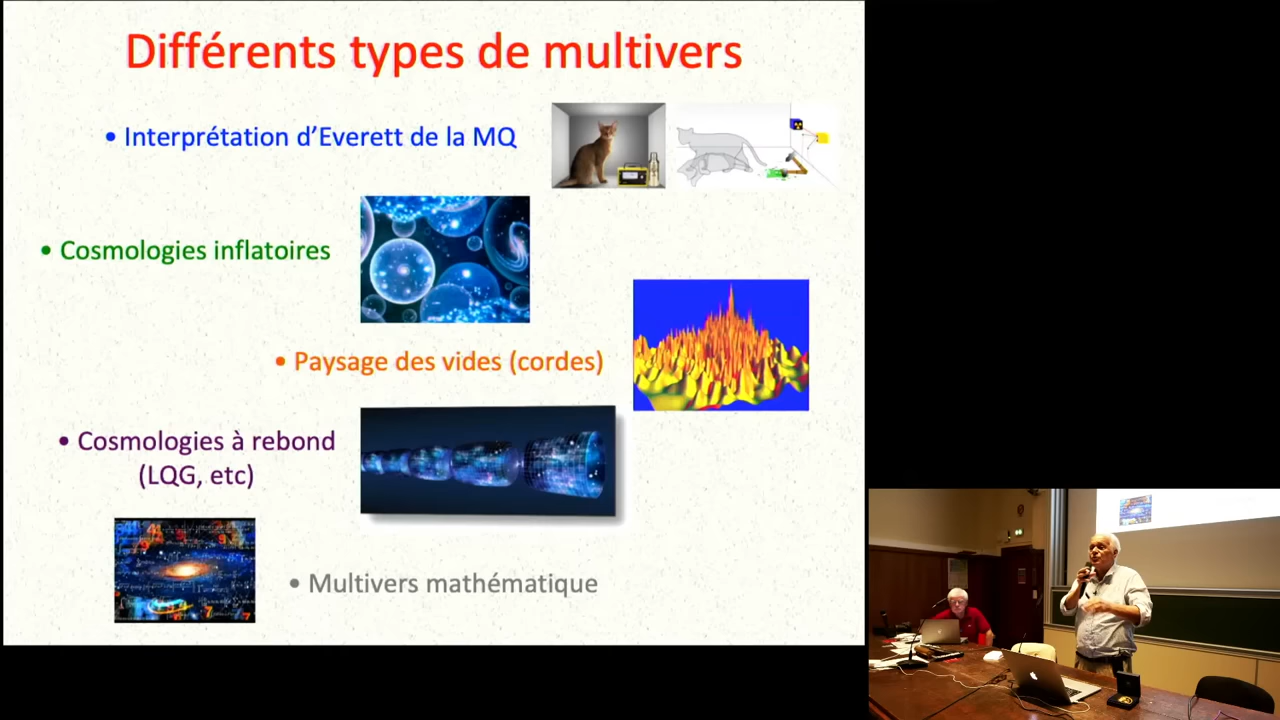 Différents types de multivers
• Interprétation d'Everett de la MQ
• Cosmologies inflatoires
• Paysage des vides (cordes)
• Cosmologies à rebond
(LQG, etc)
• Multivers mathématique